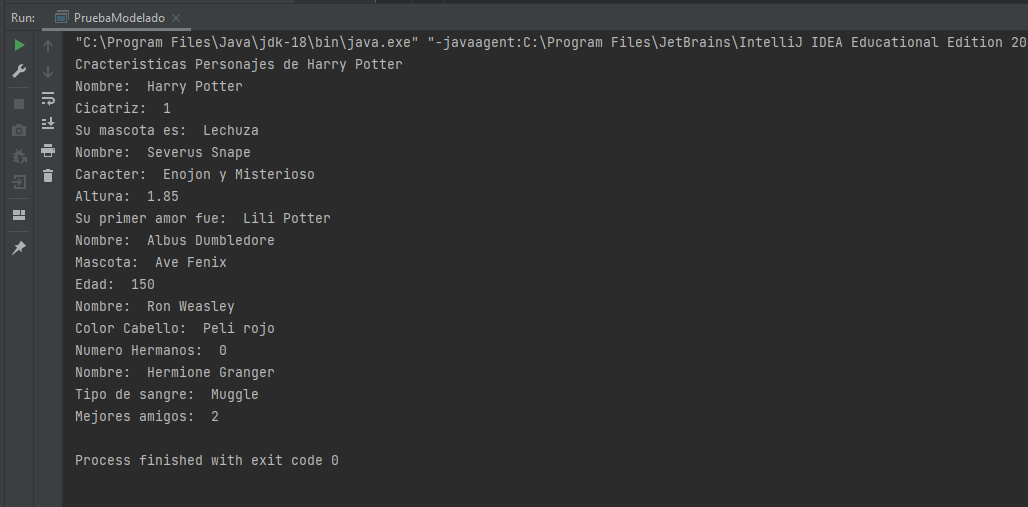 Run: PruebaModelado
"C:\Program Files\Java\jdk-18\bin\java.exe" "-javaagent:C:\Program Files\JetBrains\IntelliJ IDEA Educational Edition 20
Cracteristicas Personajes de Harry Potter
Nombre:  Harry Potter
Cicatriz:  1
Su mascota es:  Lechuza
Nombre:  Severus Snape
Caracter:  Enojon y Misterioso
Altura:  1.85
Su primer amor fue:  Lili Potter
Nombre:  Albus Dumbledore
Mascota:  Ave Fenix
Edad:  150
Nombre:  Ron Weasley
Color Cabello:  Peli rojo
Numero Hermanos:  0
Nombre:  Hermione Granger
Tipo de sangre:  Muggle
Mejores amigos:  2
Process finished with exit code 0